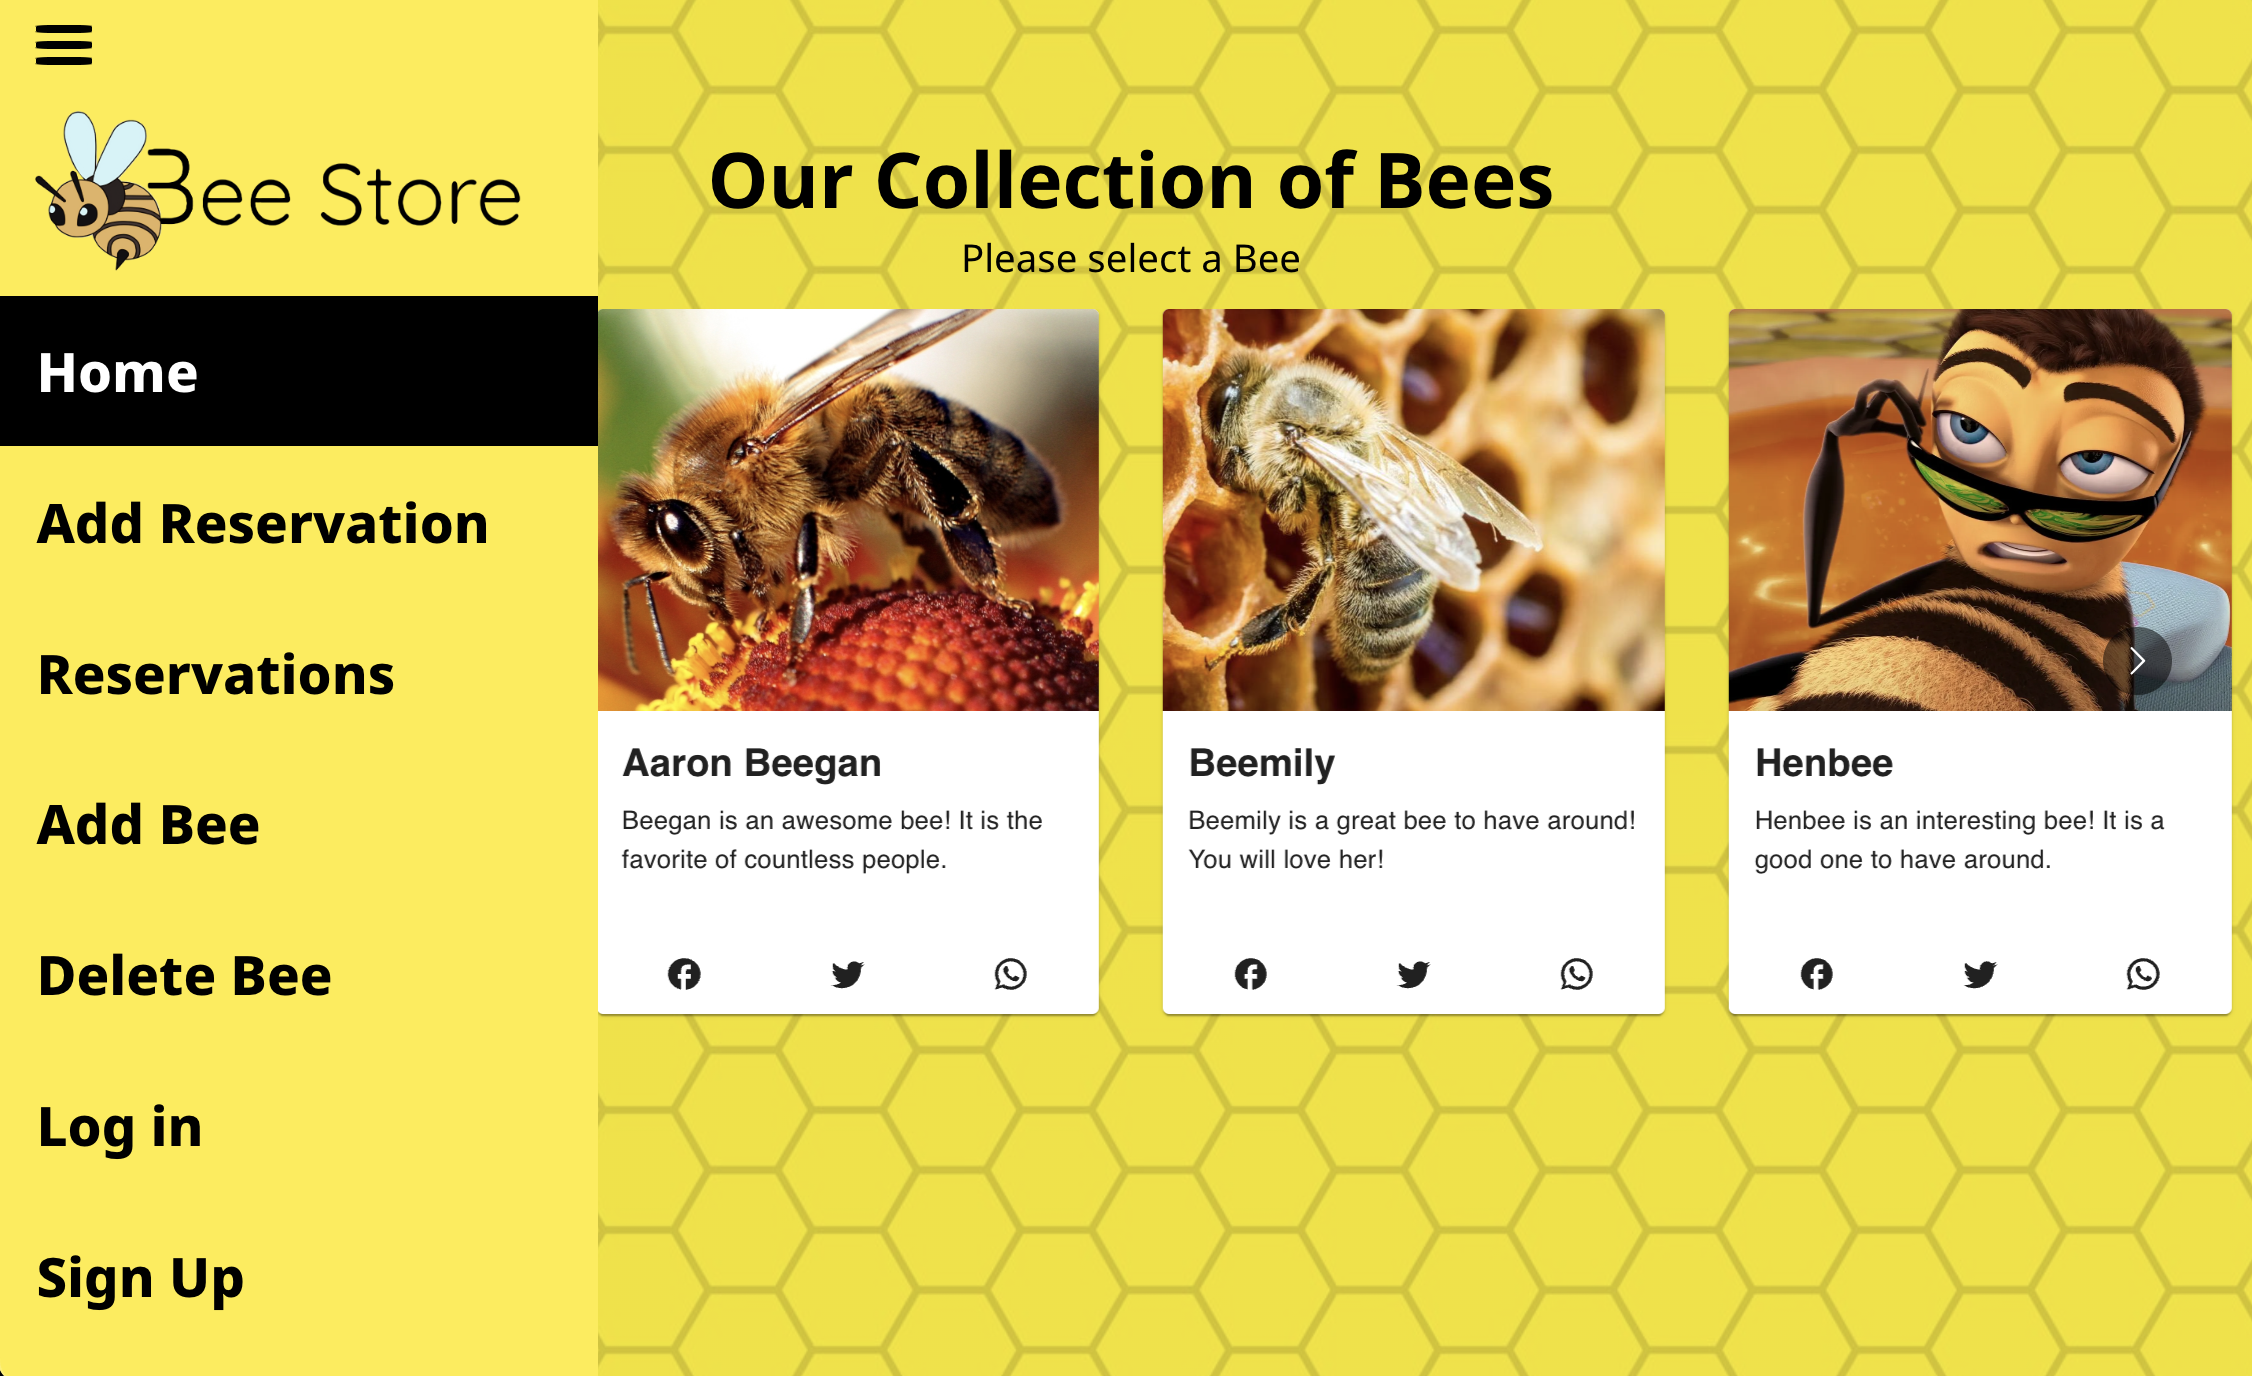 Bee Store
Home
Add Reservation
Reservations
Add Bee
Delete Bee
Log in
Sign Up
Our Collection of Bees
Please select a Bee
Aaron Beegan
Beegan is an awesome bee! It is the
favorite of countless people.
Beemily
Beemily is a great bee to have around!
You will love her!
Henbee
Henbee is an interesting bee! It is a
good one to have around.